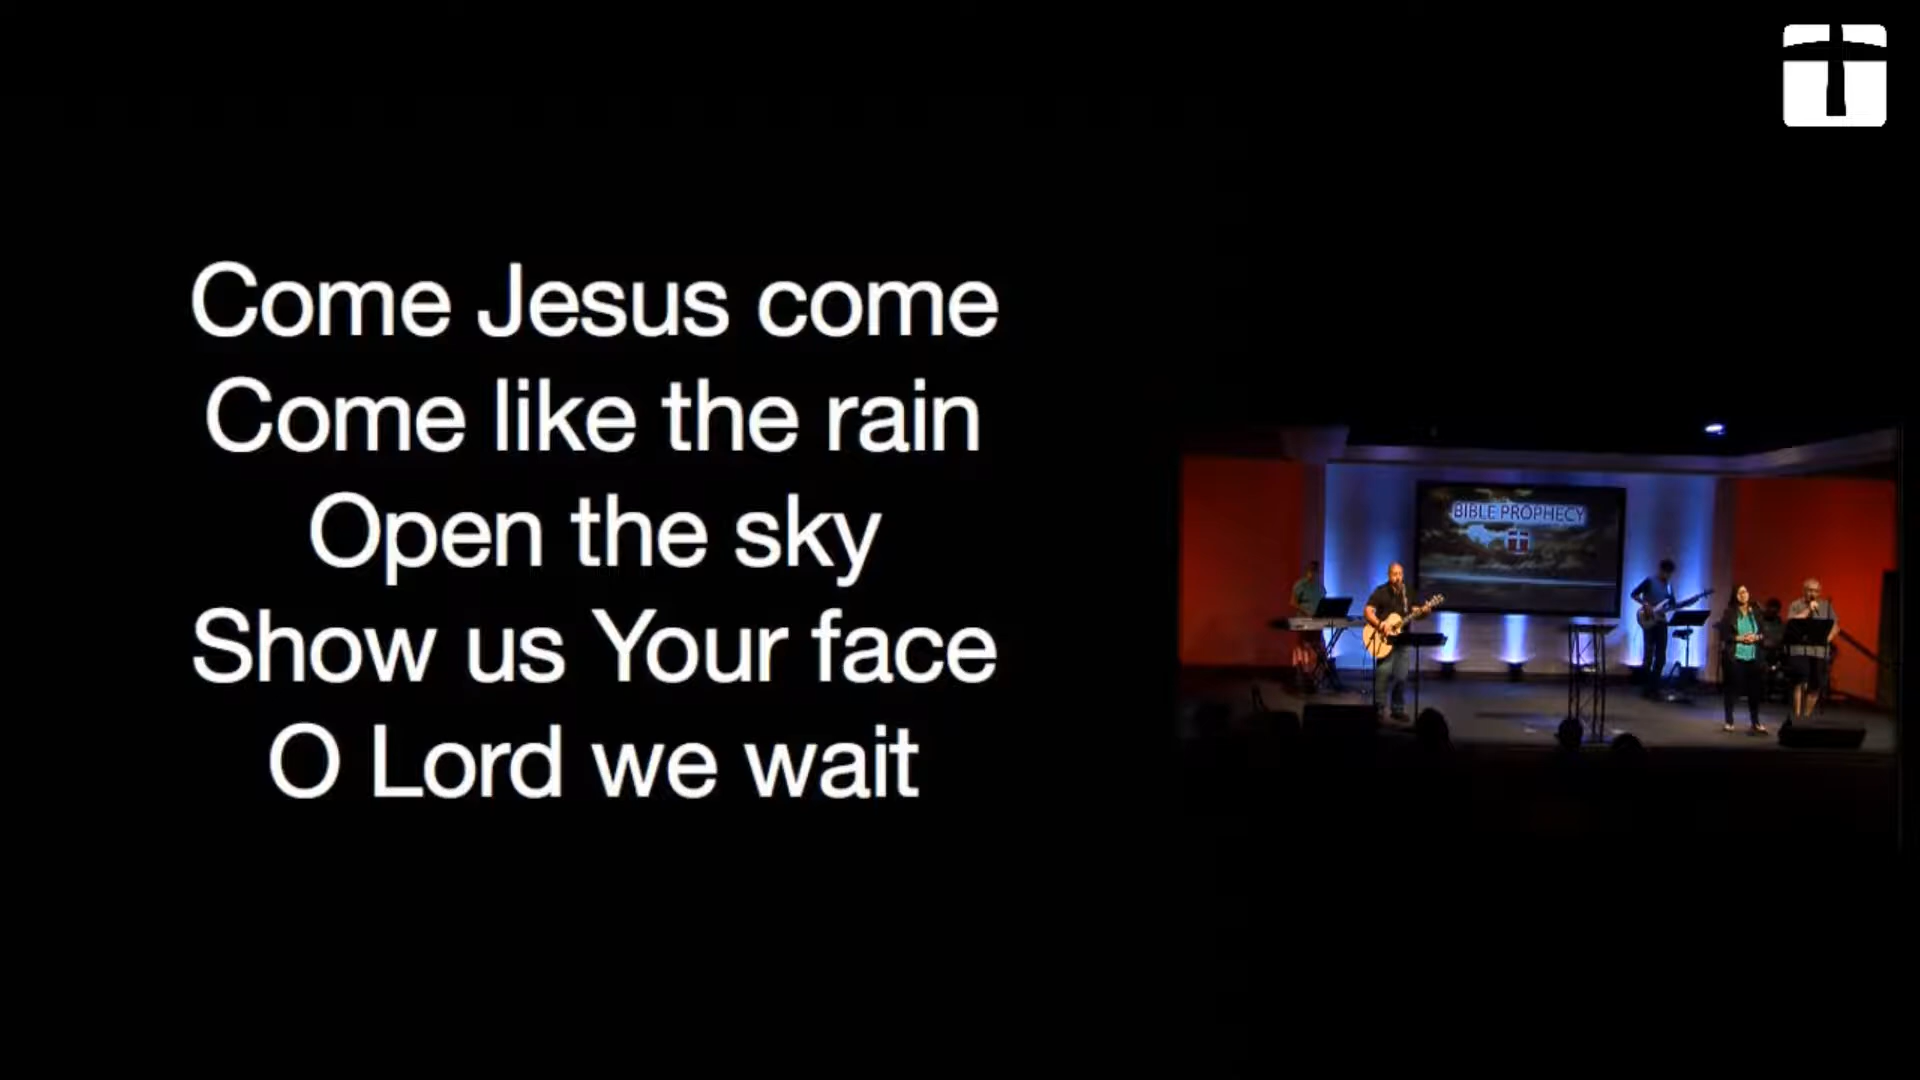 Come Jesus come
Come like the rain
Open the sky
Show us Your face
O Lord we wait
BIBLE PROPHECY